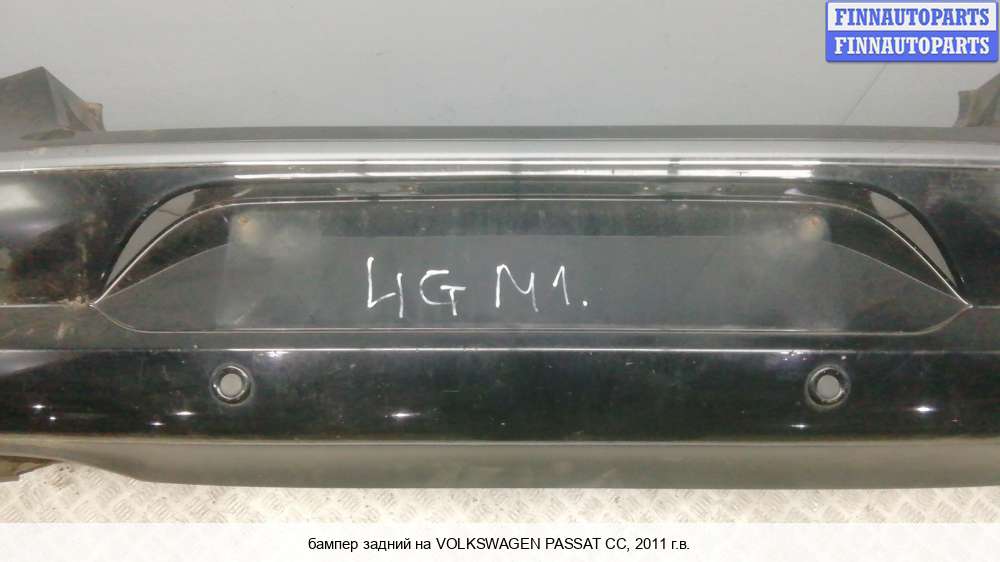 FINNAUTOPARTS
FINNAUTOPARTS
4G M1.
бампер задний на VOLKSWAGEN PASSAT CC, 2011 г.в.